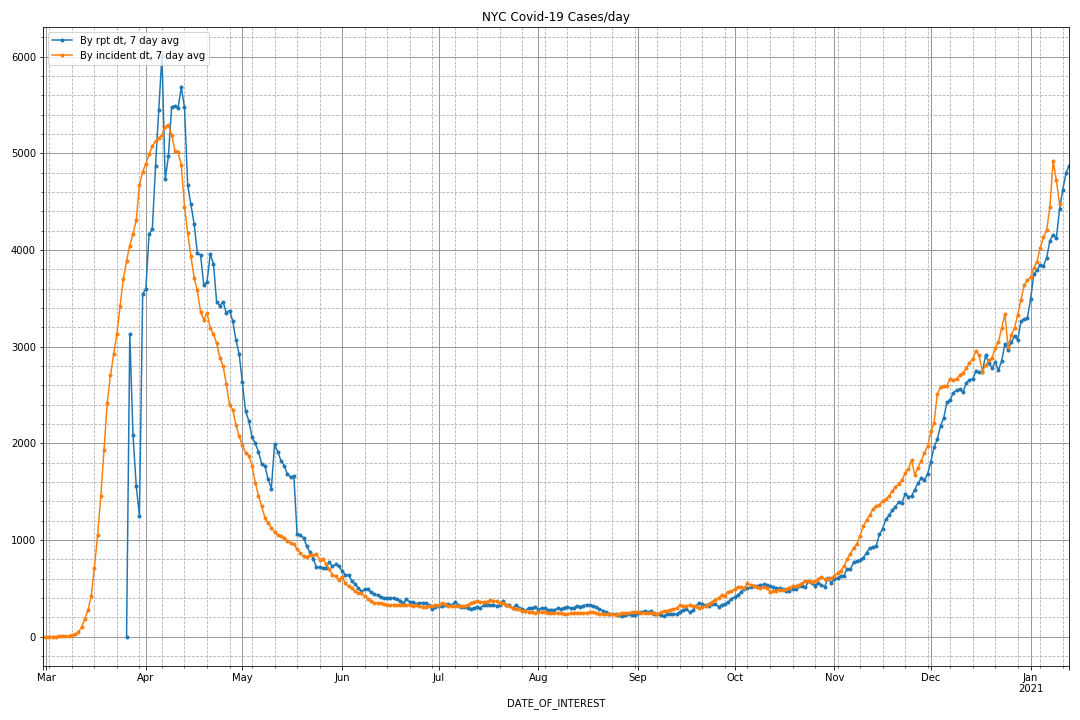 NYC Covid-19 Cases/day
By rpt dt, 7 day avg
By incident dt, 7 day avg
6000
5000
4000
3000
2000
1000
0
Mar Apr May Jun Jul Aug Sep Oct Nov Dec Jan
2021
DATE_OF_INTEREST